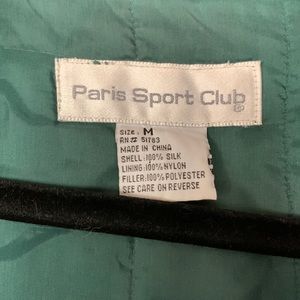 Paris Sport Club
®
SIZE: M
RN# 51783
MADE IN CHINA
SHELL:100% SILK
LINING:100%NYLON
FILLER:100%POLYESTER
SEE CARE ON REVERSE